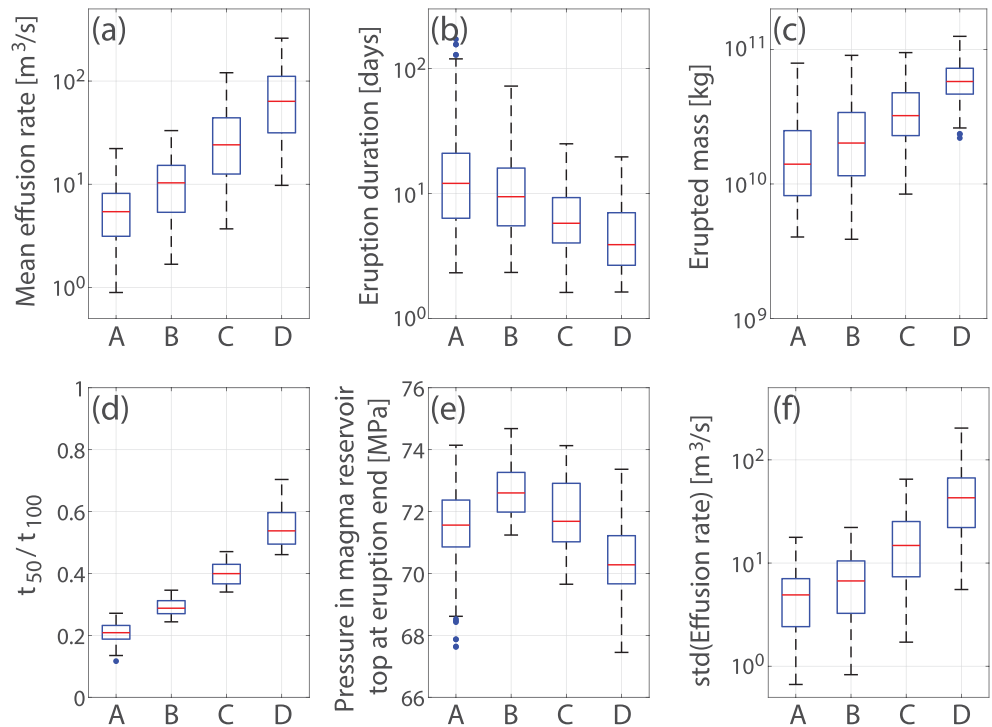 (a)
Mean effusion rate [m³/s]
10²
10¹
10⁰
A B C D
(b)
Eruption duration [days]
10²
10¹
10⁰
A B C D
(c)
Erupted mass [kg]
10¹¹
10¹⁰
10⁹
A B C D
(d)
t₅₀/ t₁₀₀
1
0.8
0.6
0.4
0.2
0
A B C D
(e)
Pressure in magma reservoir
top at eruption end [MPa]
76
74
72
70
68
66
A B C D
(f)
std(Effusion rate) [m³/s]
10²
10¹
10⁰
A B C D